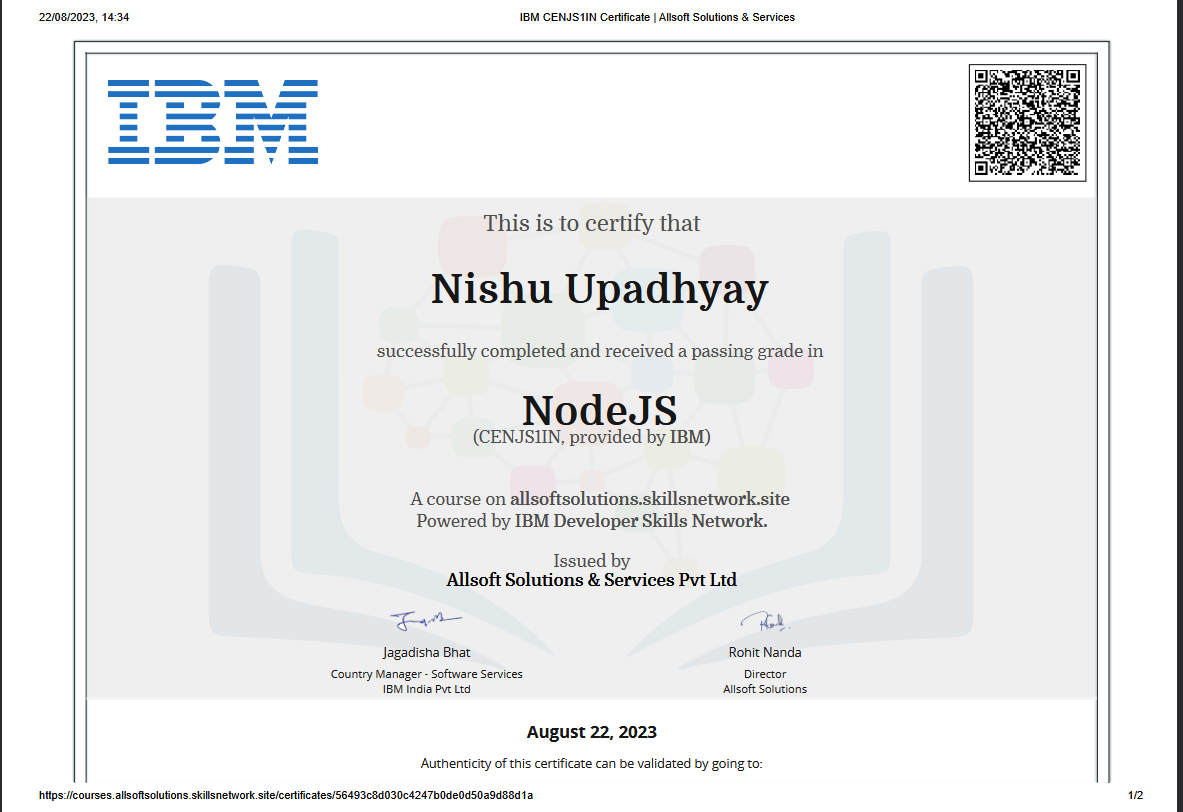 22/08/2023, 14:34
IBM CENJS1IN Certificate | Allsoft Solutions & Services
IBM
This is to certify that
Nishu Upadhyay
successfully completed and received a passing grade in
NodeJS
(CENJS1IN, provided by IBM)
A course on allsoftsolutions.skillsnetwork.site
Powered by IBM Developer Skills Network.
Issued by
Allsoft Solutions & Services Pvt Ltd
Jagadisha Bhat
Country Manager - Software Services
IBM India Pvt Ltd
Rohit Nanda
Director
Allsoft Solutions
August 22, 2023
Authenticity of this certificate can be validated by going to:
https://courses.allsoftsolutions.skillsnetwork.site/certificates/56493c8d030c4247b0de0d50a9d88d1a
1/2